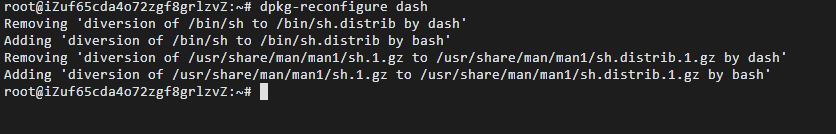 root@iZuf65cda4o72zgf8grlzvZ:~# dpkg-reconfigure dash
Removing 'diversion of /bin/sh to /bin/sh.distrib by dash'
Adding 'diversion of /bin/sh to /bin/sh.distrib by bash'
Removing 'diversion of /usr/share/man/man1/sh.1.gz to /usr/share/man/man1/sh.distrib.1.gz by dash'
Adding 'diversion of /usr/share/man/man1/sh.1.gz to /usr/share/man/man1/sh.distrib.1.gz by bash'
root@iZuf65cda4o72zgf8grlzvZ:~#